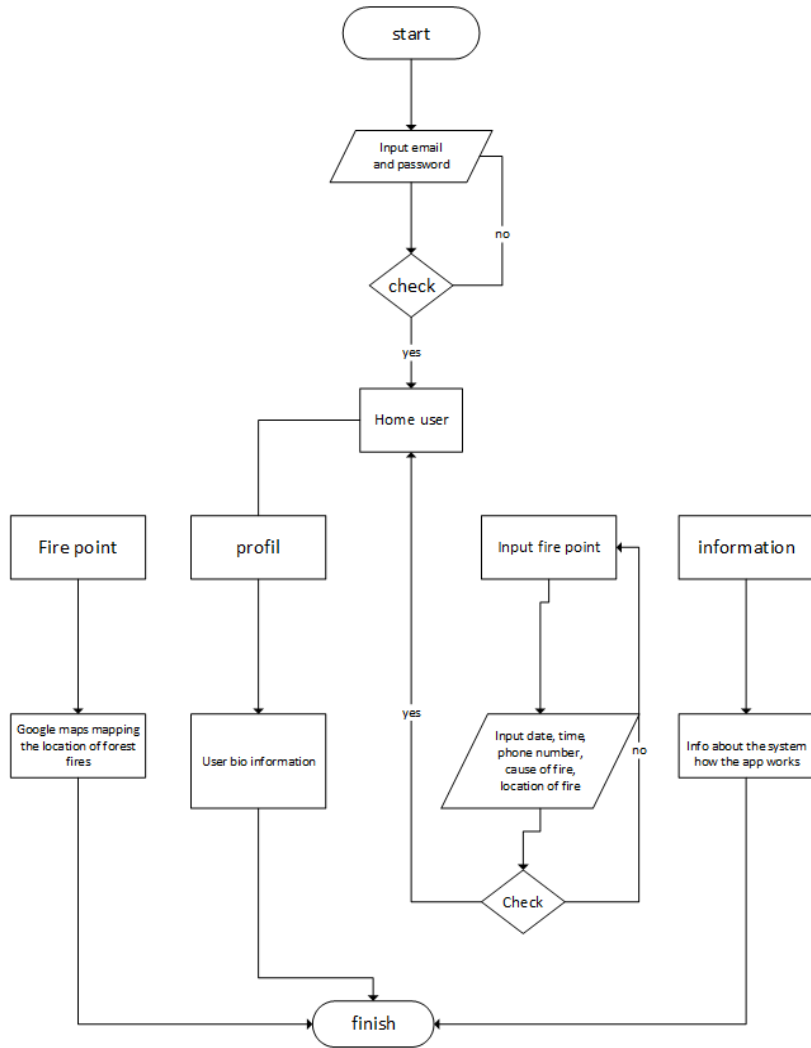 start
Input email
and password
no
check
yes
Home user
Fire point
profil
Input fire point
information
Google maps mapping
the location of forest
fires
User bio information
yes
Input date, time,
phone number,
cause of fire,
location of fire
no
Info about the system
how the app works
Check
finish